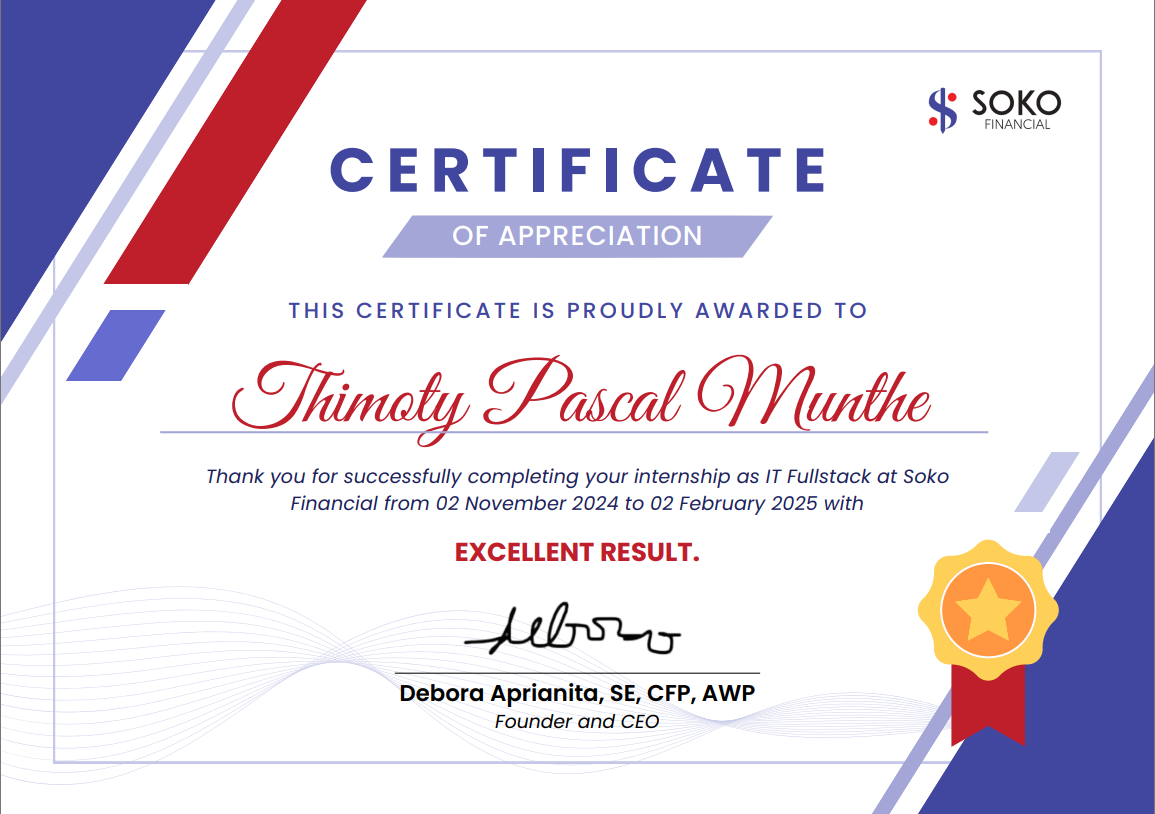 SOKO
FINANCIAL
CERTIFICATE
OF APPRECIATION
THIS CERTIFICATE IS PROUDLY AWARDED TO
Thimoty Pascal Munthe
Thank you for successfully completing your internship as IT Fullstack at Soko
Financial from 02 November 2024 to 02 February 2025 with
EXCELLENT RESULT.
Debora Aprianita, SE, CFP, AWP
Founder and CEO